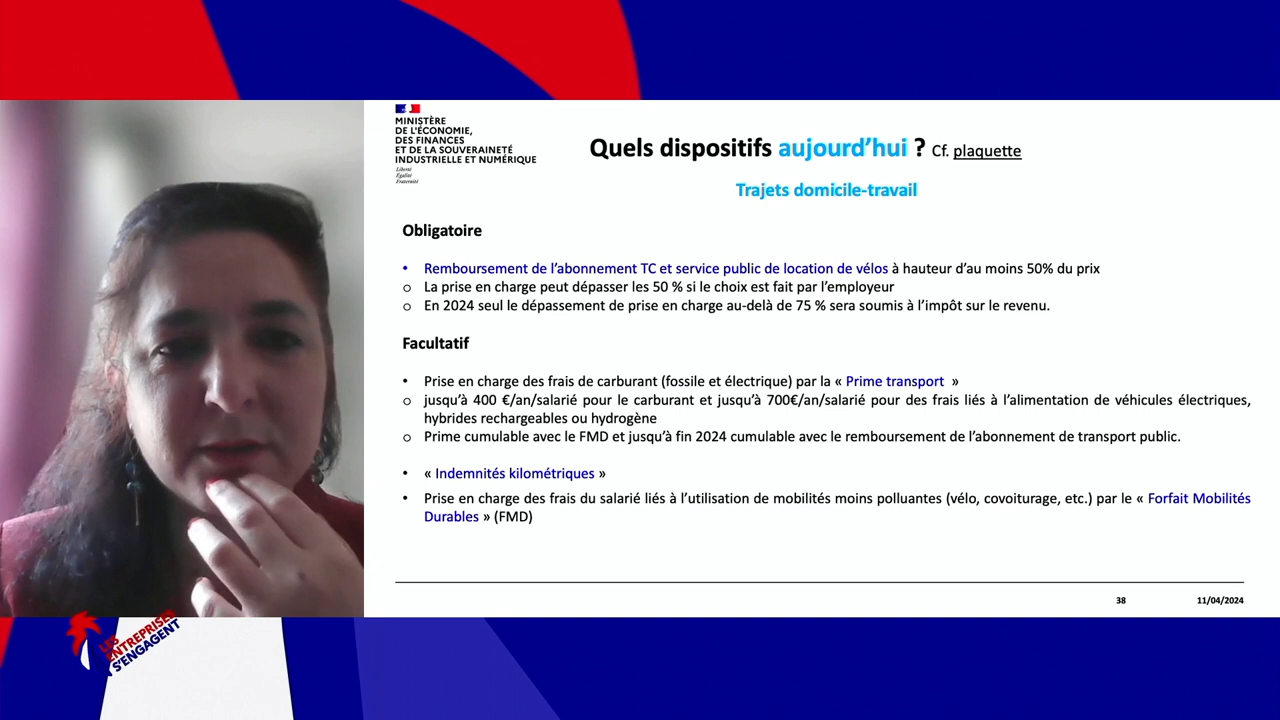 MINISTÈRE
DE L'ÉCONOMIE,
DES FINANCES
ET DE LA SOUVERAINETÉ
INDUSTRIELLE ET NUMÉRIQUE
Liberté
Égalité
Fraternité
Quels dispositifs aujourd'hui ? Cf. plaquette
Trajets domicile-travail
Obligatoire
• Remboursement de l'abonnement TC et service public de location de vélos à hauteur d'au moins 50% du prix
o La prise en charge peut dépasser les 50 % si le choix est fait par l'employeur
o En 2024 seul le dépassement de prise en charge au-delà de 75 % sera soumis à l'impôt sur le revenu.
Facultatif
• Prise en charge des frais de carburant (fossile et électrique) par la « Prime transport »
o jusqu'à 400 €/an/salarié pour le carburant et jusqu'à 700€/an/salarié pour des frais liés à l'alimentation de véhicules électriques,
hybrides rechargeables ou hydrogène
o Prime cumulable avec le FMD et jusqu'à fin 2024 cumulable avec le remboursement de l'abonnement de transport public.
• « Indemnités kilométriques »
• Prise en charge des frais du salarié liés à l'utilisation de mobilités moins polluantes (vélo, covoiturage, etc.) par le « Forfait Mobilités
Durables » (FMD)
38 11/04/2024
LES
ENTREPRISES
S'ENGAGENT